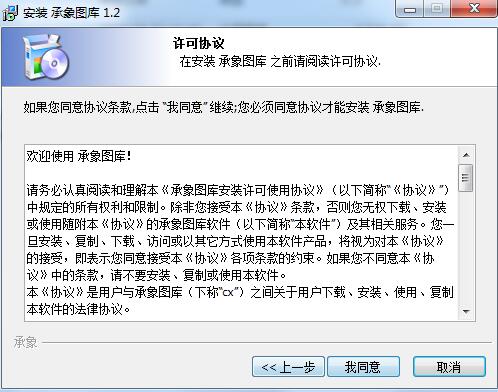 安装 承象图库 1.2
许可协议
在安装 承象图库 之前请阅读许可协议.
如果您同意协议条款,点击 “我同意” 继续;您必须同意协议才能安装 承象图库.
欢迎使用 承象图库！
请务必认真阅读和理解本《承象图库安装许可使用协议》（以下简称“《协议》”）
中规定的所有权利和限制。除非您接受本《协议》条款，否则您无权下载、安装
或使用随附本《协议》的承象图库软件（以下简称“本软件”）及其相关服务。您一
旦安装、复制、下载、访问或以其它方式使用本软件产品，将视为对本《协议》
的接受，即表示您同意接受本《协议》各项条款的约束。如果您不同意本《协
议》中的条款，请不要安装、复制或使用本软件。
本《协议》是用户与承象图库（下称“cx”）之间关于用户下载、安装、使用、复制
本软件的法律协议。
承象
<< 上一步 我同意 取消